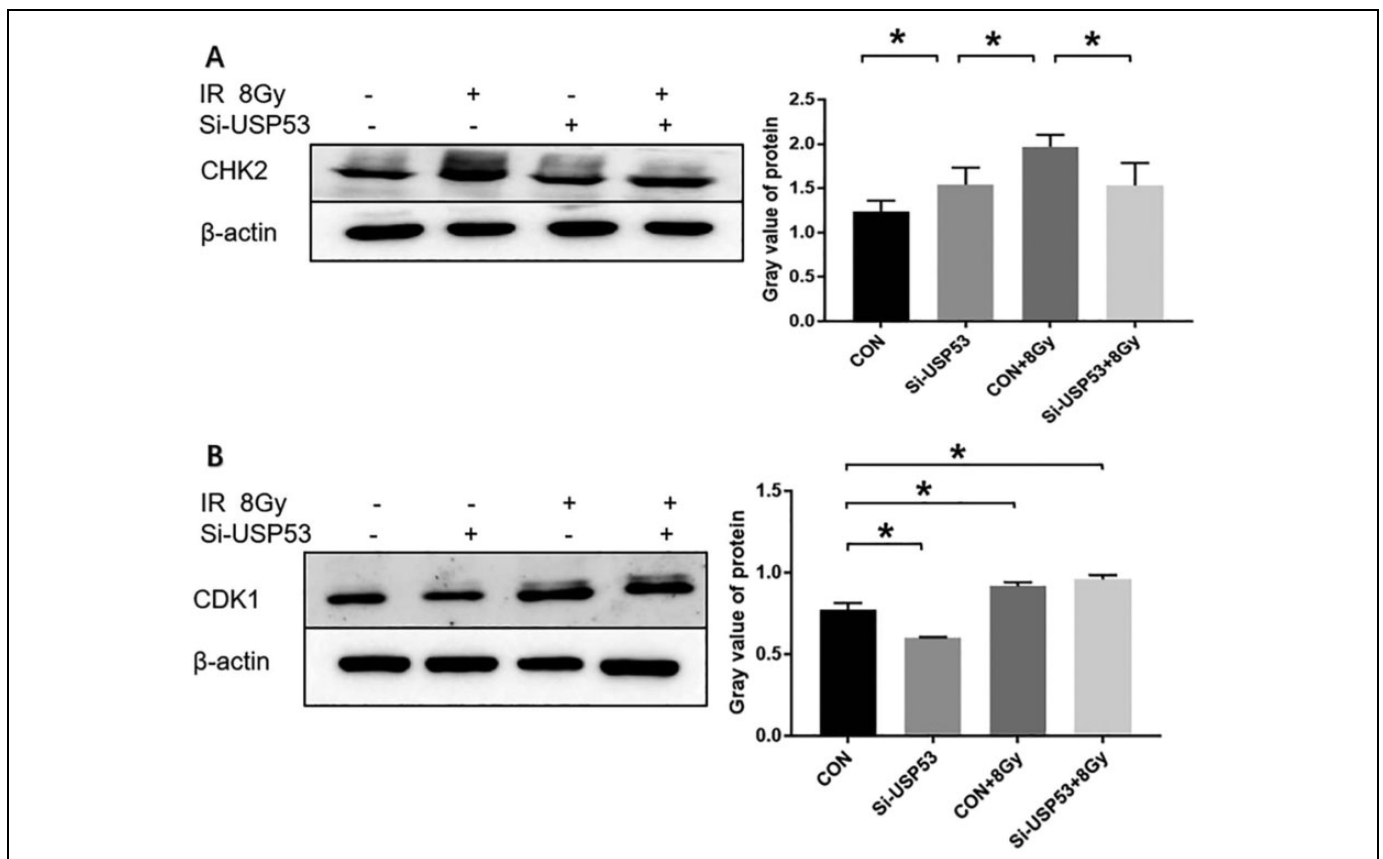 A
IR 8Gy - + - +
Si-USP53 - - + +
CHK2
β-actin
* * *
Gray value of protein
2.5
2.0
1.5
1.0
0.5
0.0
CON
Si-USP53
CON+8Gy
Si-USP53+8Gy
B
IR 8Gy - - + +
Si-USP53 - + - +
CDK1
β-actin
*
*
*
Gray value of protein
1.5
1.0
0.5
0.0
CON
Si-USP53
CON+8Gy
Si-USP53+8Gy